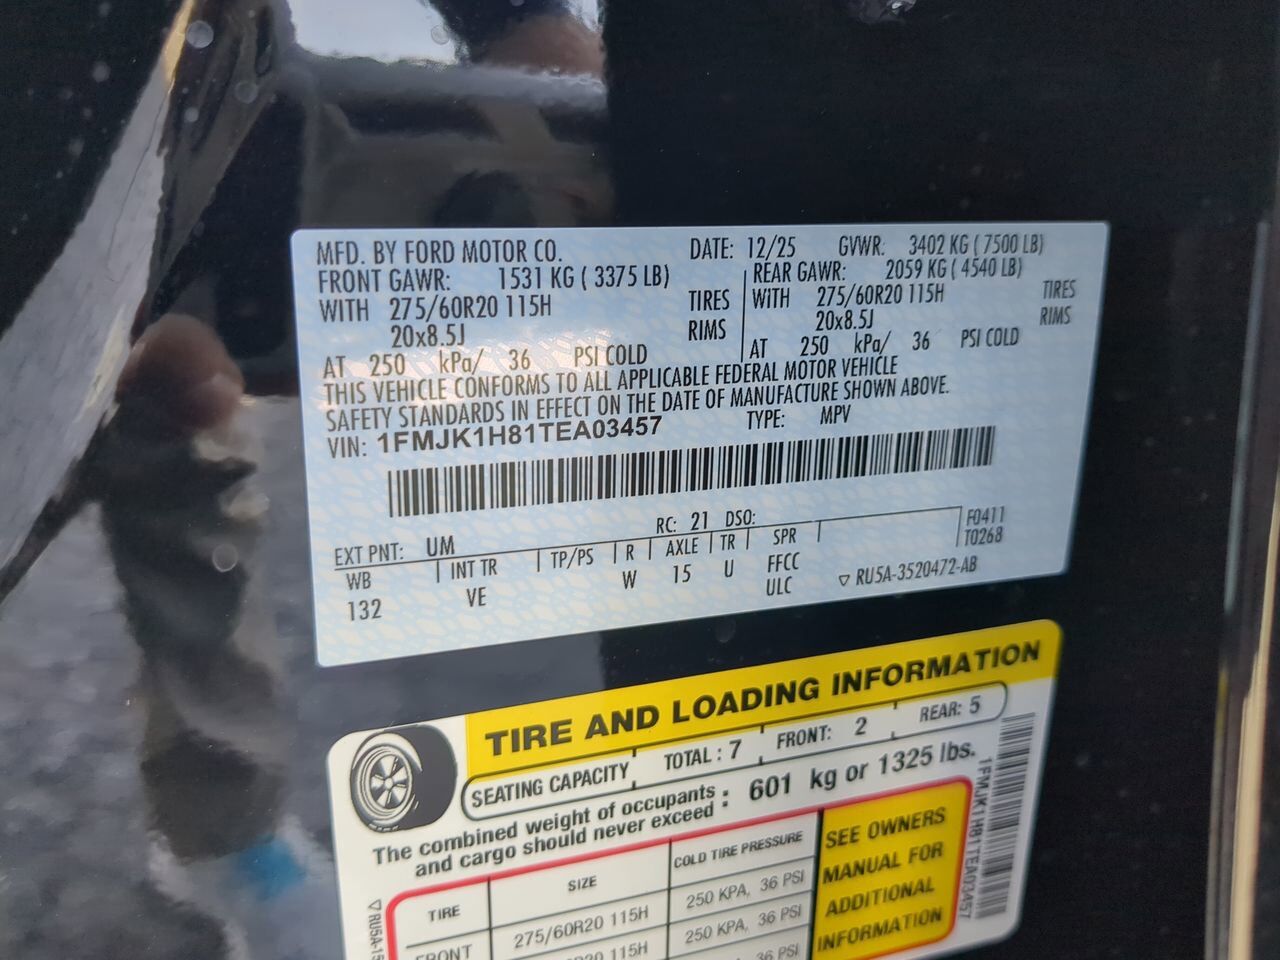 MFD. BY FORD MOTOR CO. DATE: 12/25 GVWR: 3402 KG ( 7500 LB)
FRONT GAWR: 1531 KG ( 3375 LB) REAR GAWR: 2059 KG ( 4540 LB)
WITH 275/60R20 115H TIRES WITH 275/60R20 115H TIRES
20x8.5J RIMS 20x8.5J RIMS
AT 250 kPa/ 36 PSI COLD AT 250 kPa/ 36 PSI COLD
THIS VEHICLE CONFORMS TO ALL APPLICABLE FEDERAL MOTOR VEHICLE
SAFETY STANDARDS IN EFFECT ON THE DATE OF MANUFACTURE SHOWN ABOVE.
VIN: 1FMJK1H81TEA03457 TYPE: MPV
RC: 21 DSO: F0411
EXT PNT: UM T0268
WB INT TR TP/PS R AXLE TR SPR
132 VE W 15 U FFCC
ULC ▽ RU5A-3520472-AB
TIRE AND LOADING INFORMATION
SEATING CAPACITY TOTAL : 7 FRONT: 2 REAR: 5
The combined weight of occupants : 601 kg or 1325 lbs.
and cargo should never exceed
TIRE SIZE COLD TIRE PRESSURE
FRONT 275/60R20 115H 250 KPA, 36 PSI
115H 250 KPA, 36 PSI
36 PSI
SEE OWNERS
MANUAL FOR
ADDITIONAL
INFORMATION
1FMJK1H81TEA03457
▽ RU5A-15